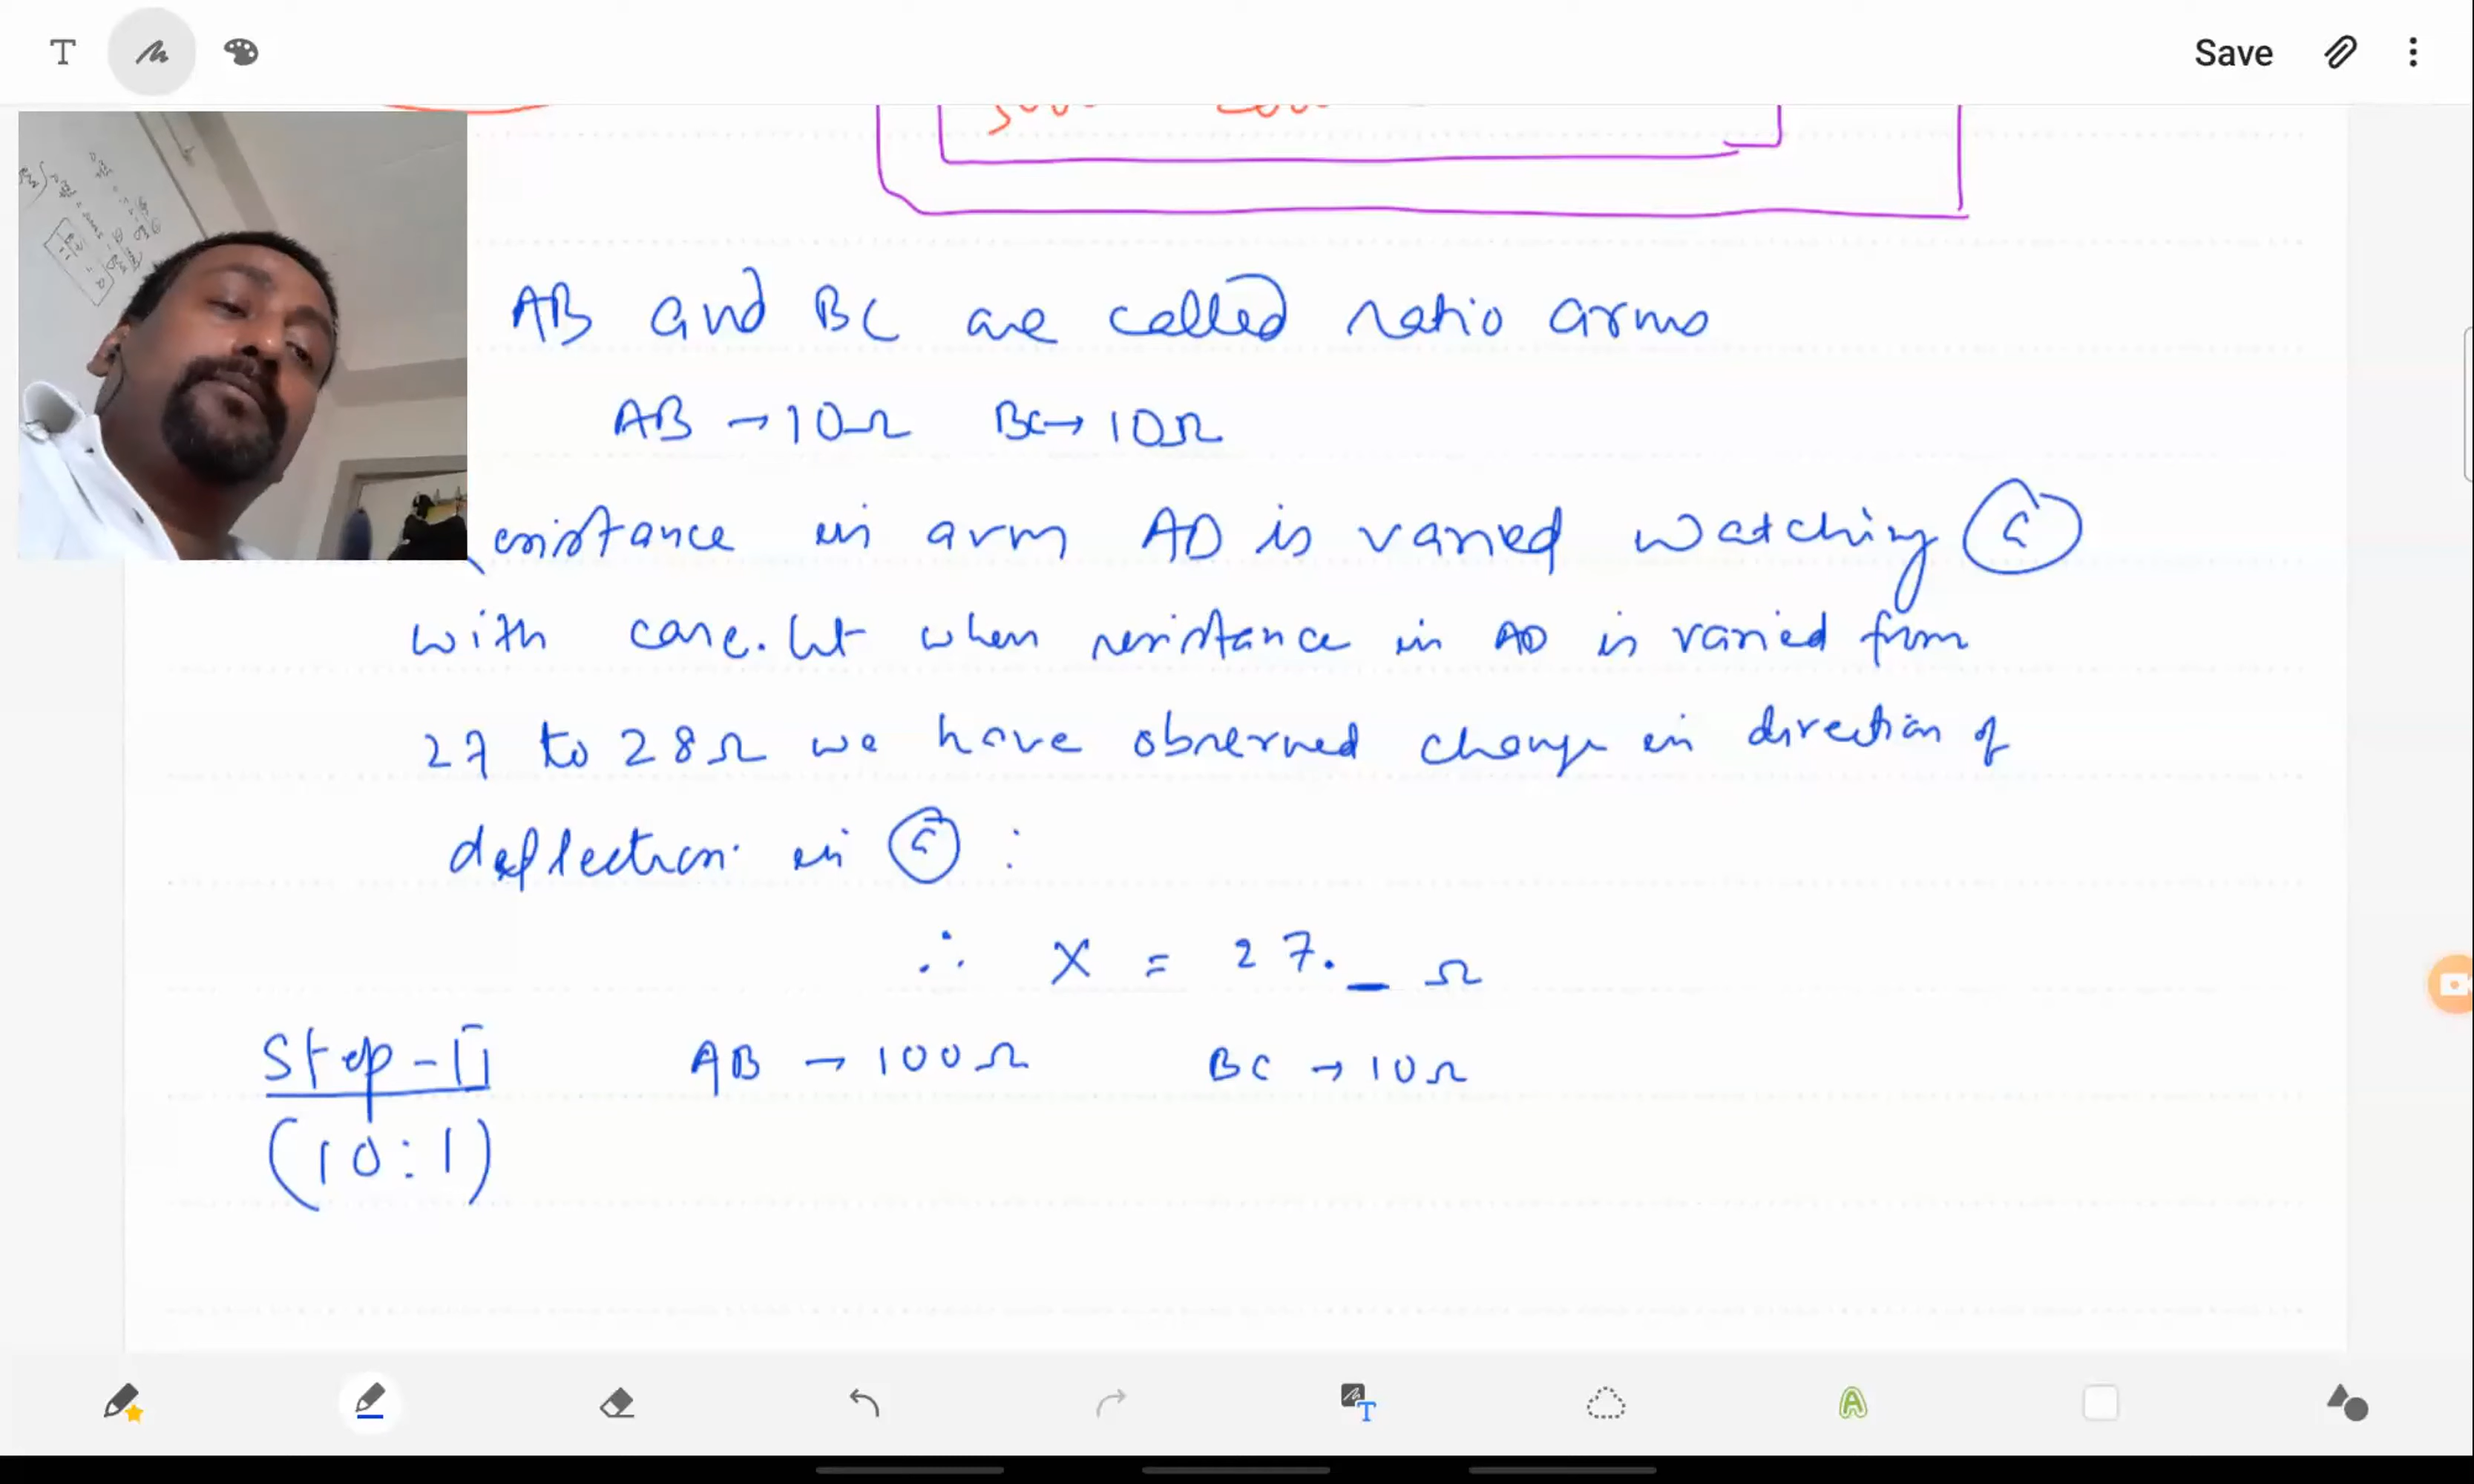 T Save
AB and BC are called ratio arms
AB → 10Ω BC → 10Ω
resistance in arm AD is varied watching G
with care. Let when resistance in AD is varied from
27 to 28Ω we have observed change in direction of
deflection in G :
∴ X = 27._ Ω
Step-II AB → 100Ω BC → 10Ω
(10:1)
T A